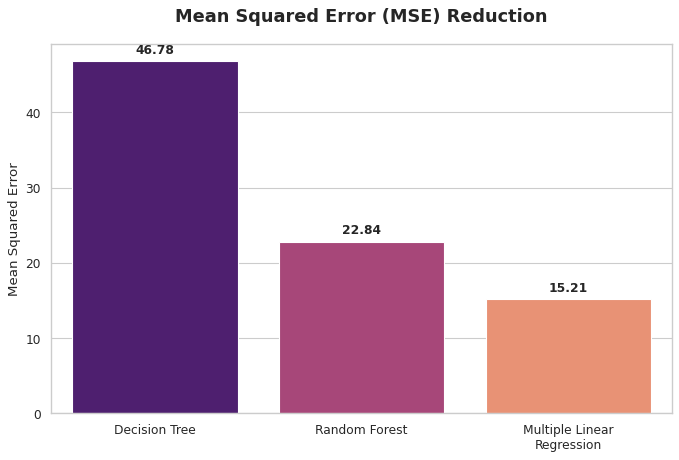 Mean Squared Error (MSE) Reduction
Mean Squared Error
40
30
20
10
0
46.78
22.84
15.21
Decision Tree
Random Forest
Multiple Linear
Regression